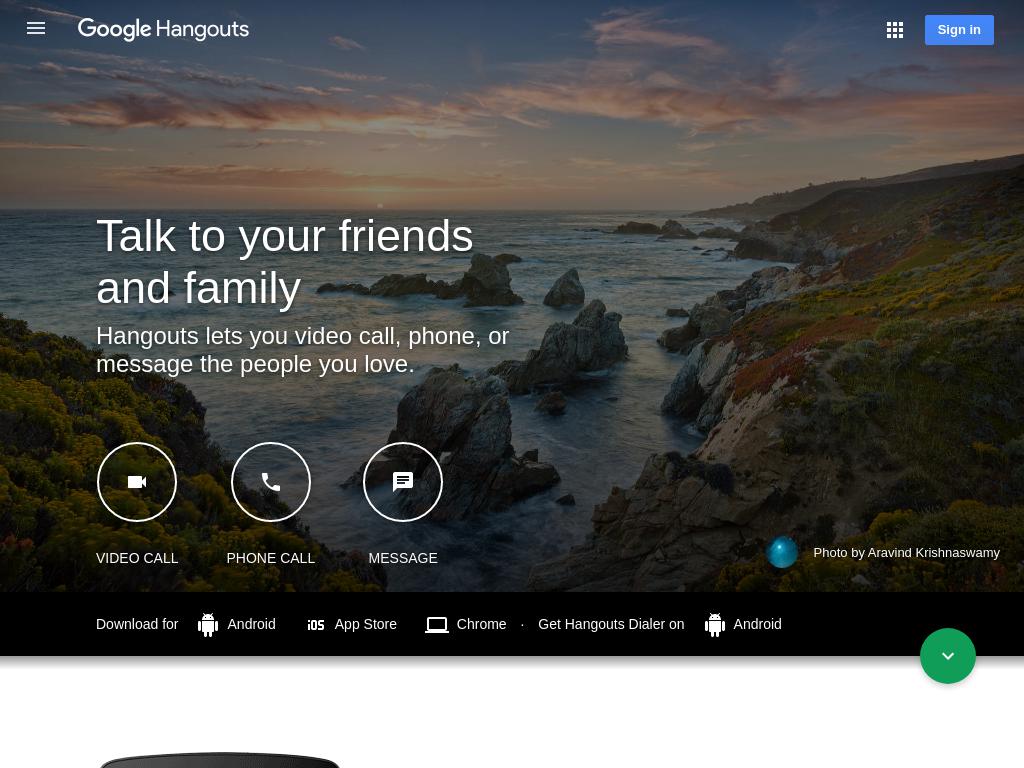 Google Hangouts
Sign in
Talk to your friends
and family
Hangouts lets you video call, phone, or
message the people you love.
VIDEO CALL PHONE CALL MESSAGE
Photo by Aravind Krishnaswamy
Download for Android iOS App Store Chrome · Get Hangouts Dialer on Android